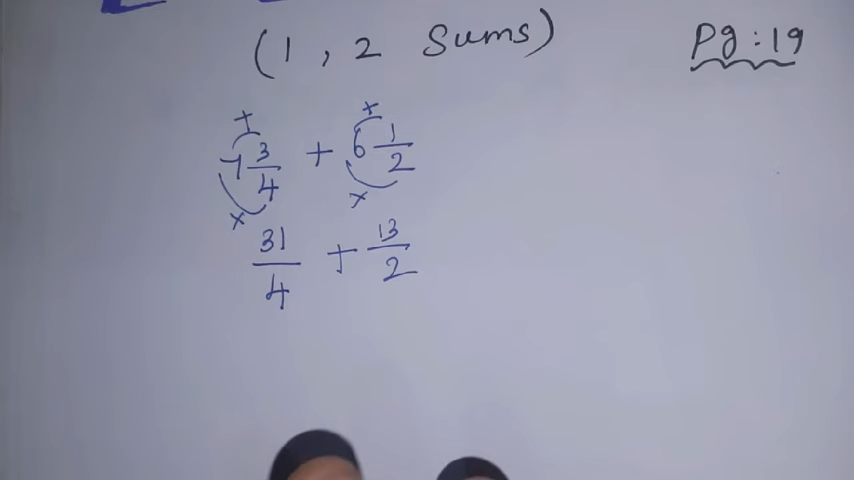 (1, 2 Sums)
Pg:19
7 3/4 + 6 1/2
31/4 + 13/2